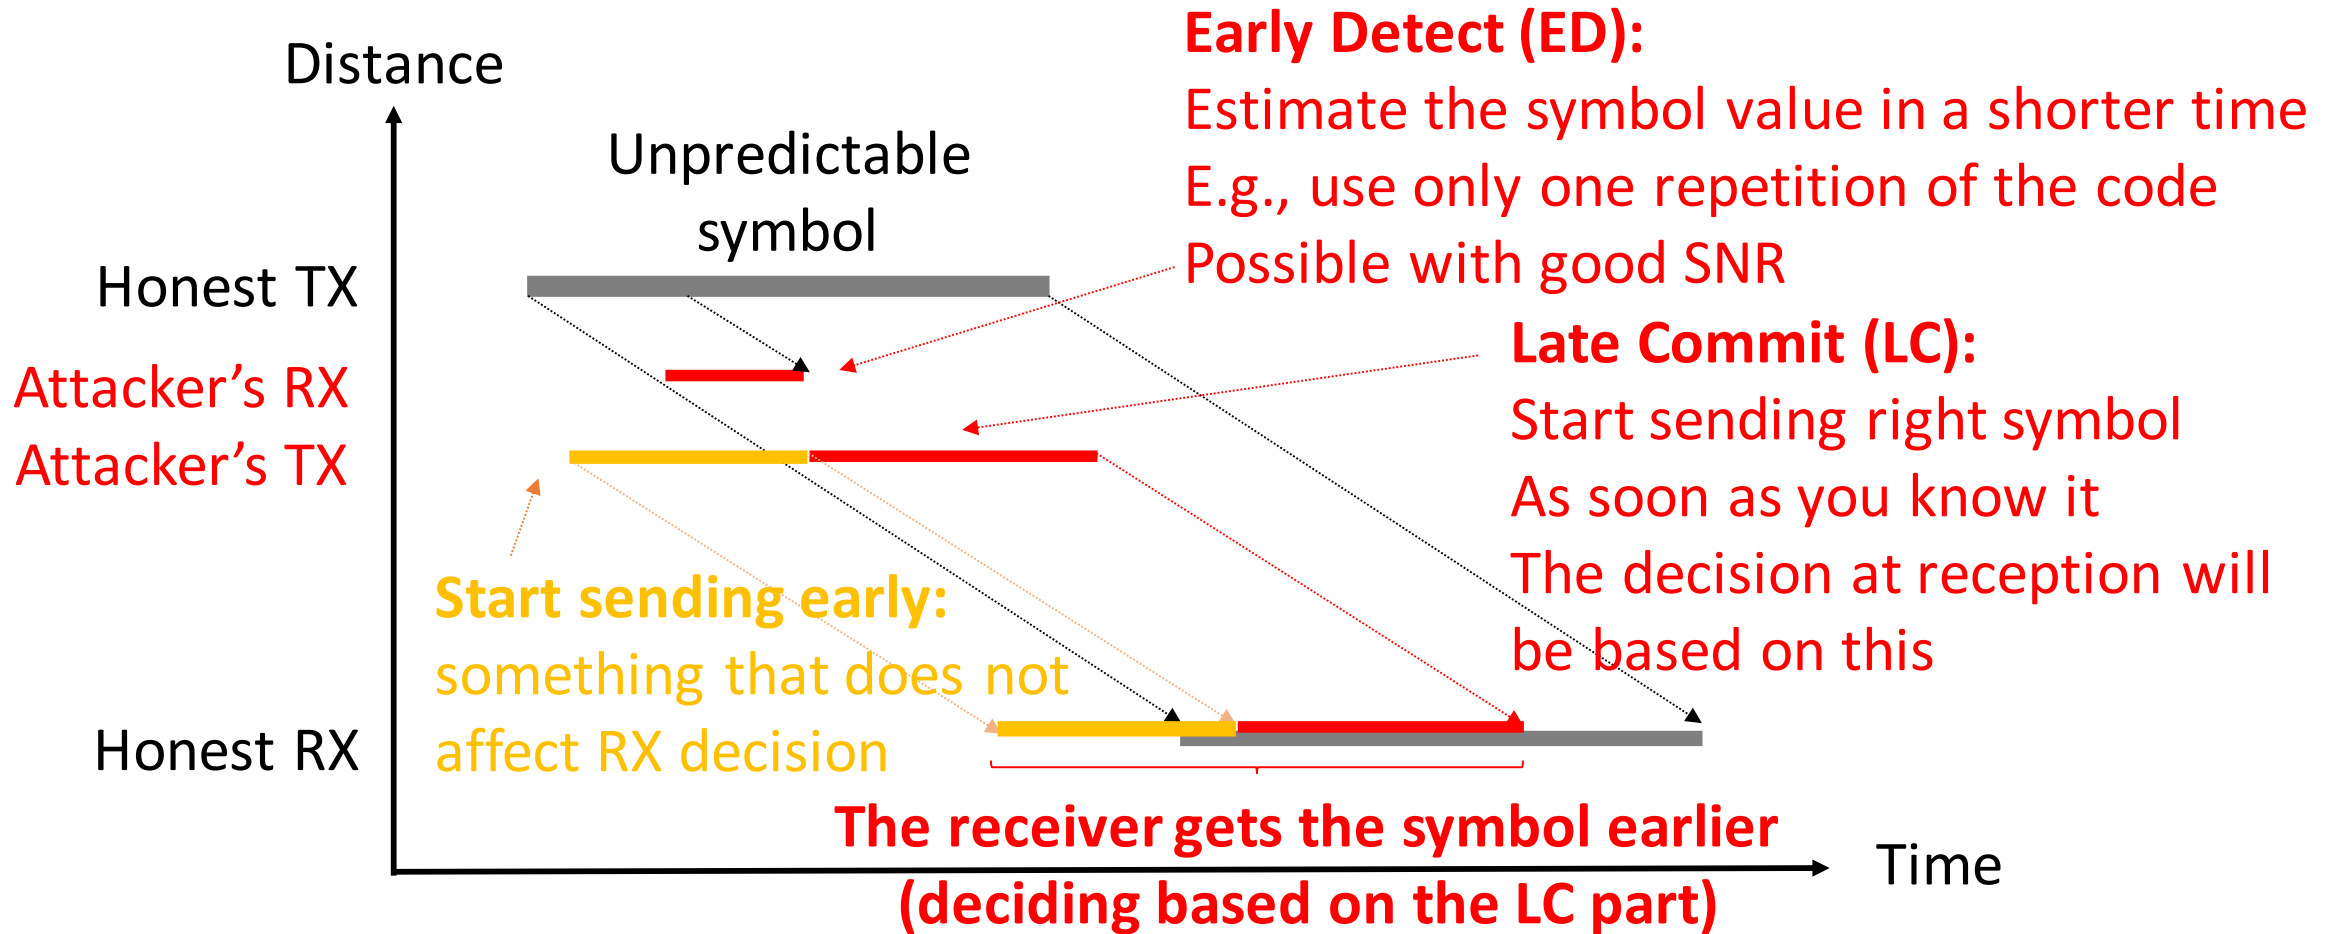 Early Detect (ED):
Estimate the symbol value in a shorter time
E.g., use only one repetition of the code
Possible with good SNR
Distance
Unpredictable
symbol
Honest TX
Late Commit (LC):
Start sending right symbol
As soon as you know it
The decision at reception will
be based on this
Attacker’s RX
Attacker’s TX
Start sending early:
something that does not
affect RX decision
Honest RX
The receiver gets the symbol earlier
(deciding based on the LC part)
Time